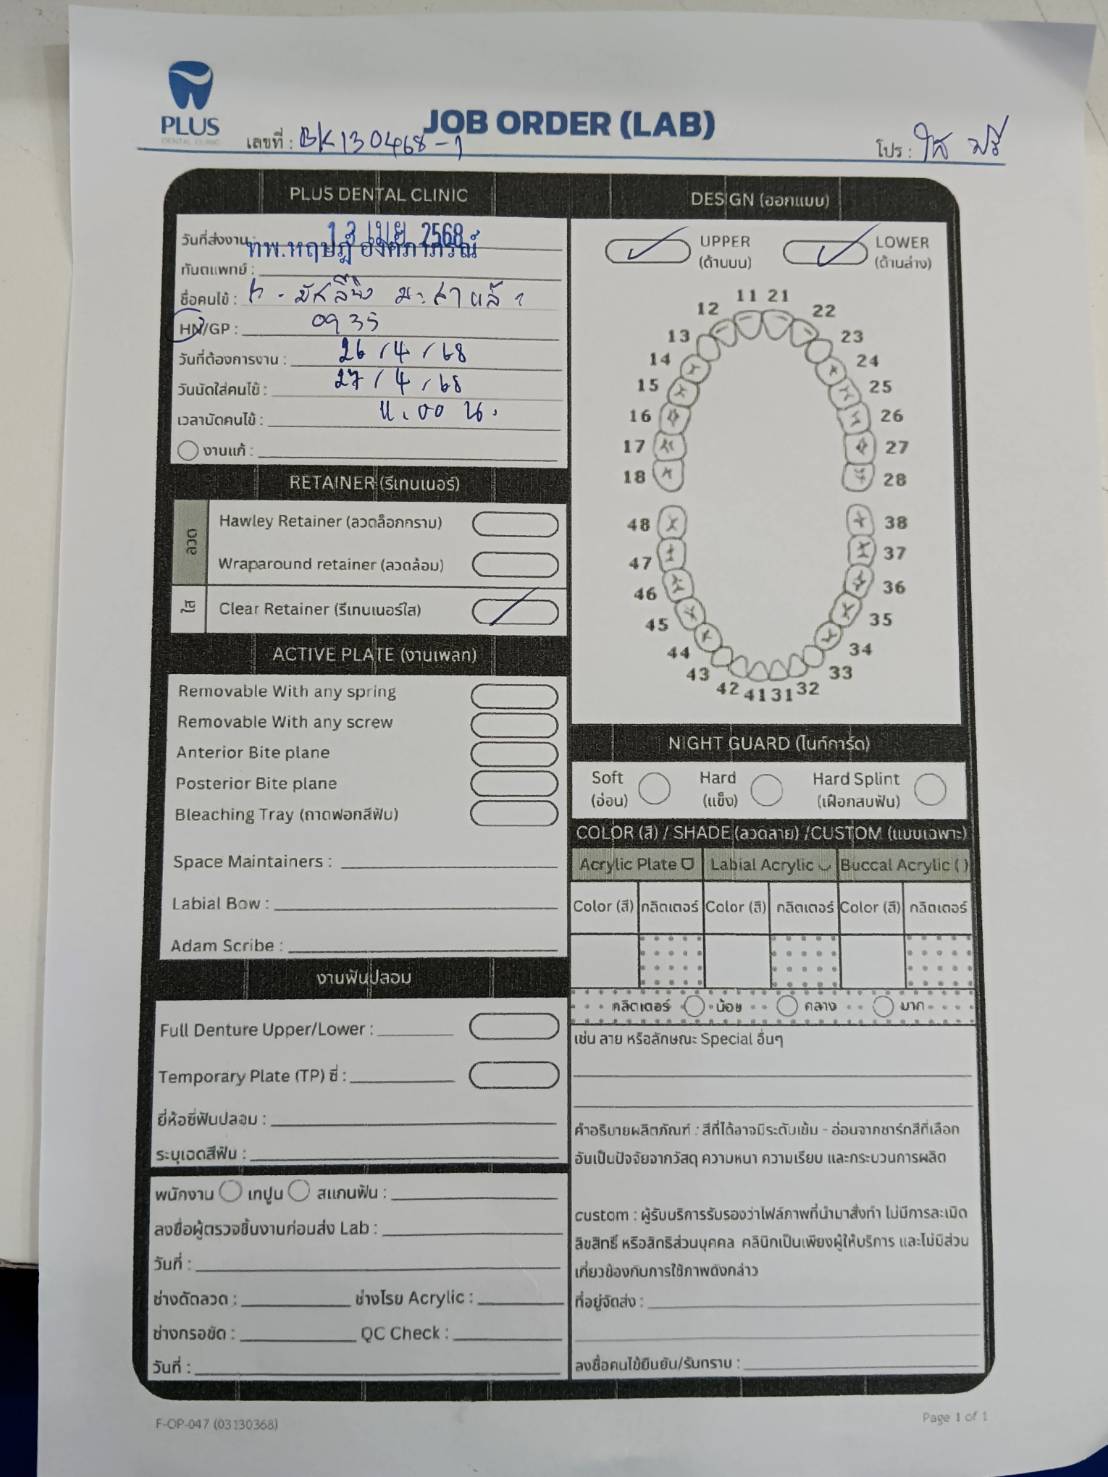 PLUS
DENTAL CLINIC
JOB ORDER (LAB)
เลขที่ : BK130468-1
โปร : ใส ฟรี
PLUS DENTAL CLINIC
วันที่ส่งงาน : 13 เมย 2568
ทันตแพทย์ : ทพ.หฤษฎ์
ชื่อคนไข้ :
HN/GP : 0935
วันที่ต้องการงาน : 26/4/68
วันนัดใส่คนไข้ : 27/4/68
เวลานัดคนไข้ : 11.00 น.
งานแก้ :
RETAINER (รีเทนเนอร์)
ลวด
Hawley Retainer (ลวดล็อกกราม)
Wraparound retainer (ลวดล้อม)
ใส
Clear Retainer (รีเทนเนอร์ใส)
ACTIVE PLATE (งานเพลท)
Removable With any spring
Removable With any screw
Anterior Bite plane
Posterior Bite plane
Bleaching Tray (ถาดฟอกสีฟัน)
Space Maintainers :
Labial Bow :
Adam Scribe :
งานฟันปลอม
Full Denture Upper/Lower :
Temporary Plate (TP) ซี่ :
ยี่ห้อซี่ฟันปลอม :
ระบุเฉดสีฟัน :
พนักงาน เทปูน สแกนฟัน :
ลงชื่อผู้ตรวจชิ้นงานก่อนส่ง Lab :
วันที่ :
ช่างดัดลวด : ช่างโรย Acrylic :
ช่างกรอขัด : QC Check :
วันที่ :
F-OP-047 (03130368)
DESIGN (ออกแบบ)
UPPER
(ด้านบน)
LOWER
(ด้านล่าง)
11 21
12 22
13 23
14 24
15 25
16 26
17 27
18 28
48 38
47 37
46 36
45 35
44 34
43 33
42 41 31 32
NIGHT GUARD (ไนท์การ์ด)
Soft
(อ่อน)
Hard
(แข็ง)
Hard Splint
(เฝือกสบฟัน)
COLOR (สี) / SHADE (ลวดลาย) /CUSTOM (แบบเฉพาะ)
Acrylic Plate Labial Acrylic Buccal Acrylic ( )
Color (สี) กลิตเตอร์ Color (สี) กลิตเตอร์ Color (สี) กลิตเตอร์
กลิตเตอร์ น้อย กลาง มาก
เช่น ลาย หรือลักษณะ Special อื่นๆ
คำอธิบายผลิตภัณฑ์ : สีที่ได้อาจมีระดับเข้ม - อ่อนจากชาร์ทสีที่เลือก
อันเป็นปัจจัยจากวัสดุ ความหนา ความเรียบ และกระบวนการผลิต
custom : ผู้รับบริการรับรองว่าไฟล์ภาพที่นำมาสั่งทำ ไม่มีการละเมิด
ลิขสิทธิ์ หรือสิทธิส่วนบุคคล คลินิกเป็นเพียงผู้ให้บริการ และไม่มีส่วน
เกี่ยวข้องกับการใช้ภาพดังกล่าว
ที่อยู่จัดส่ง :
ลงชื่อคนไข้ยืนยัน/รับทราบ :
Page 1 of 1